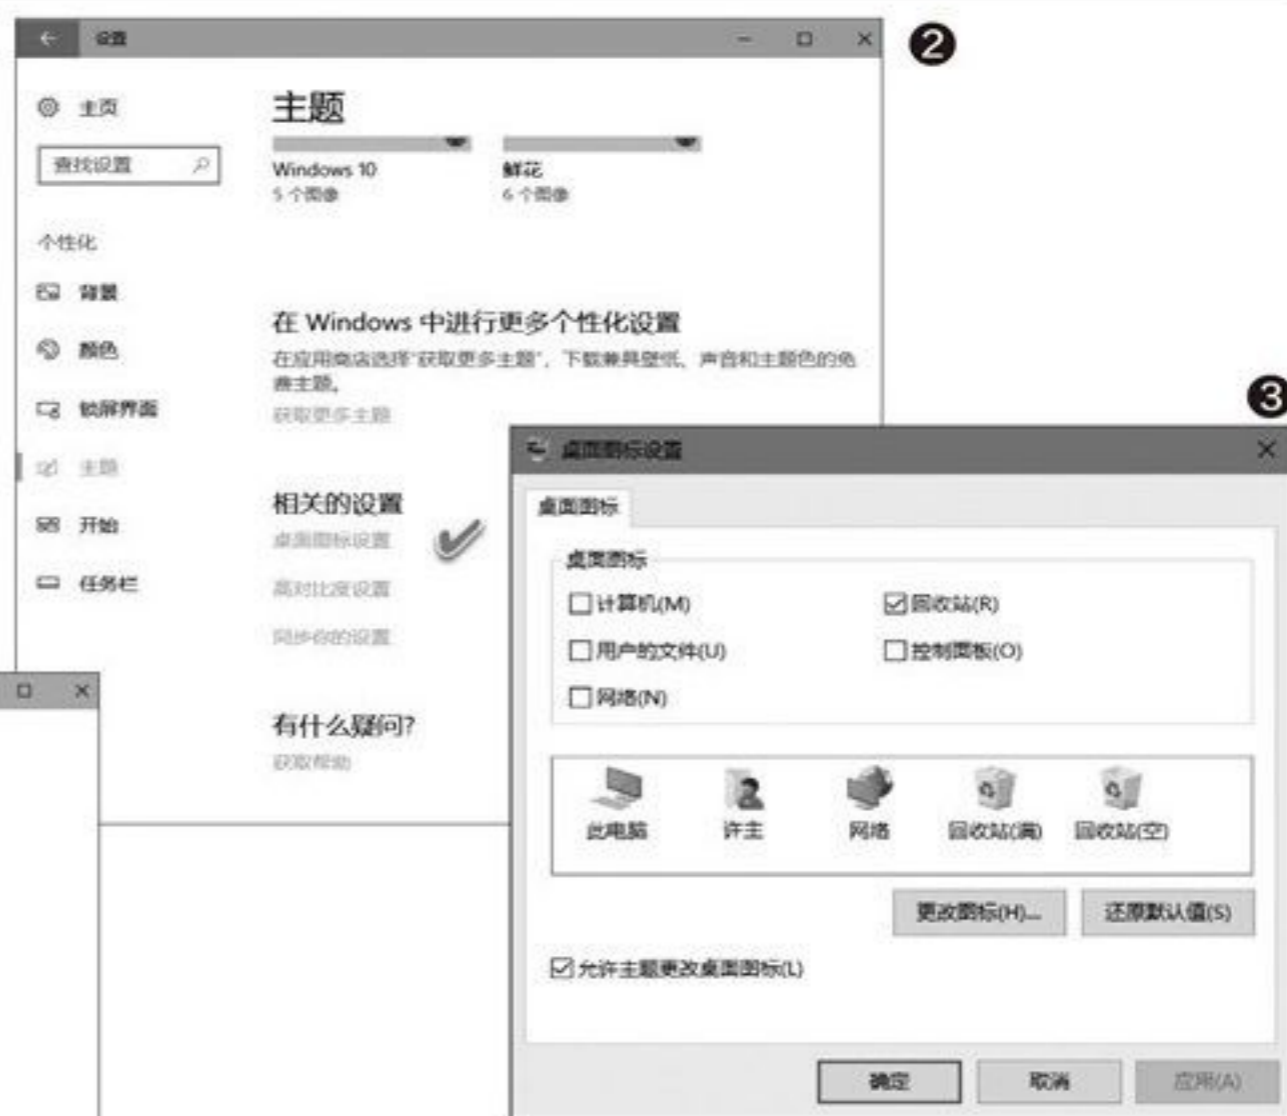 设置
②
主页
查找设置
个性化
背景
颜色
锁屏界面
主题
开始
任务栏
主题
Windows 10
5 个图像
鲜花
6 个图像
在 Windows 中进行更多个性化设置
在应用商店选择"获取更多主题"，下载兼具壁纸、声音和主题色的免
费主题。
获取更多主题
相关的设置
桌面图标设置
高对比度设置
同步你的设置
有什么疑问?
获取帮助
③
桌面图标设置
桌面图标
桌面图标
计算机(M)
回收站(R)
用户的文件(U)
控制面板(O)
网络(N)
此电脑
许主
网络
回收站(满)
回收站(空)
更改图标(H)...
还原默认值(S)
允许主题更改桌面图标(L)
确定
取消
应用(A)